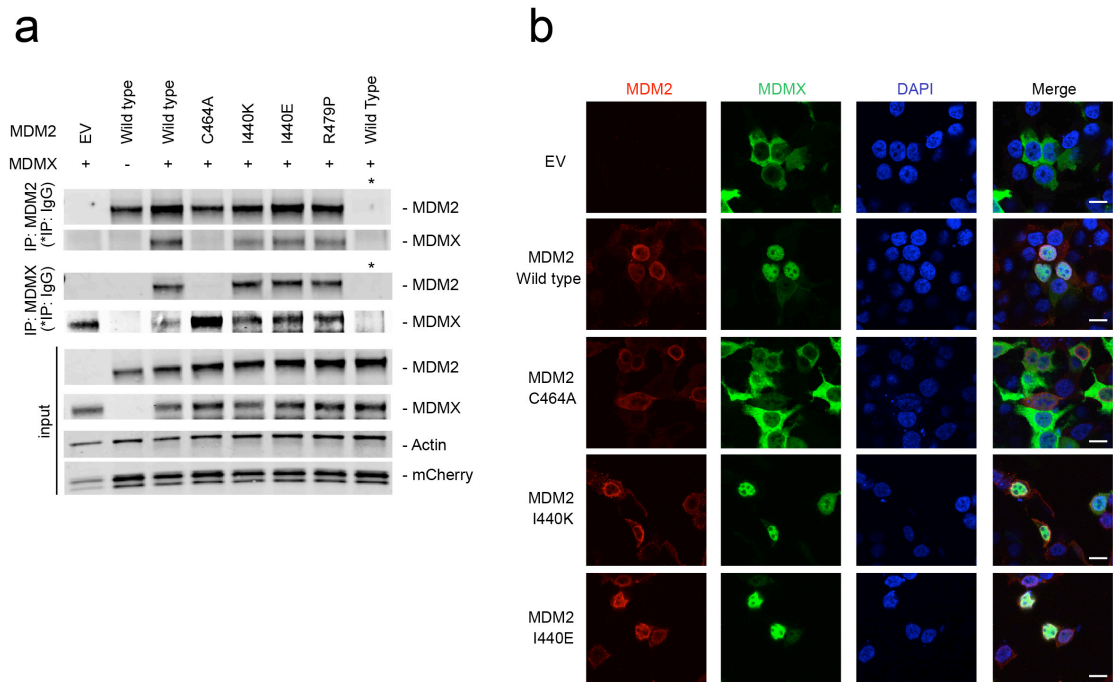 a
MDM2
EV
Wild type
Wild type
C464A
I440K
I440E
R479P
Wild Type
MDMX
+
-
+
+
+
+
+
+
*
IP: MDM2
(*IP: IgG)
- MDM2
- MDMX
*
IP: MDMX
(*IP: IgG)
- MDM2
- MDMX
input
- MDM2
- MDMX
- Actin
- mCherry
b
MDM2 MDMX DAPI Merge
EV
MDM2
Wild type
MDM2
C464A
MDM2
I440K
MDM2
I440E